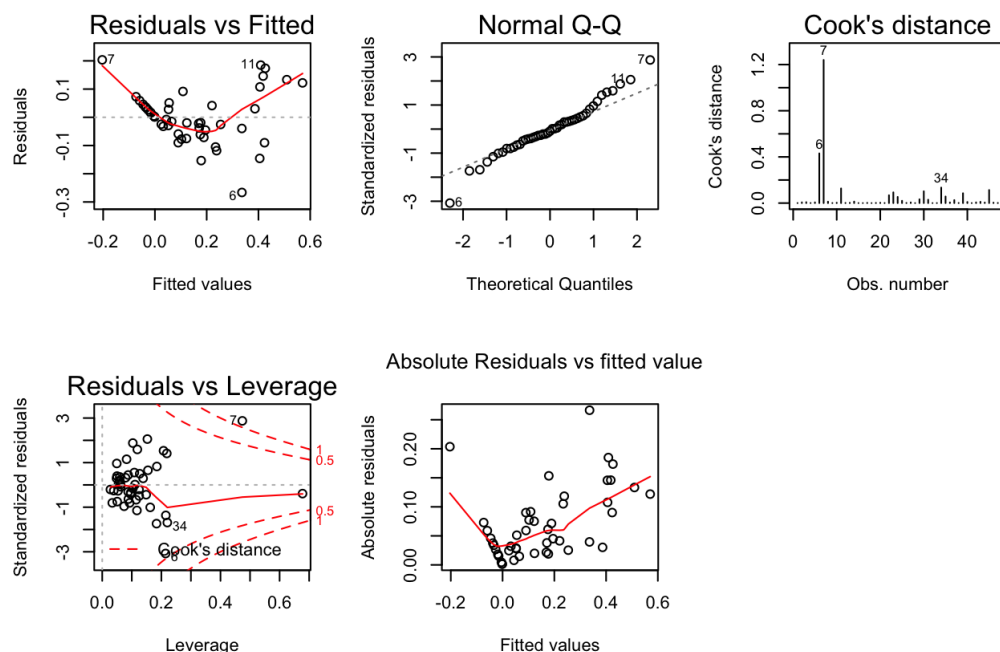 Residuals vs Fitted
Residuals
0.1
-0.1
-0.3
7
11
6
-0.2 0.0 0.2 0.4 0.6
Fitted values
Normal Q-Q
Standardized residuals
3
1
-1
-3
7
11
6
-2 -1 0 1 2
Theoretical Quantiles
Cook's distance
Cook's distance
1.2
0.8
0.4
0.0
7
6
34
0 10 20 30 40
Obs. number
Residuals vs Leverage
Standardized residuals
3
1
-1
-3
7
1
0.5
0.5
1
34
Cook's distance
6
0.0 0.2 0.4 0.6
Leverage
Absolute Residuals vs fitted value
Absolute residuals
0.20
0.10
0.00
-0.2 0.0 0.2 0.4 0.6
Fitted values